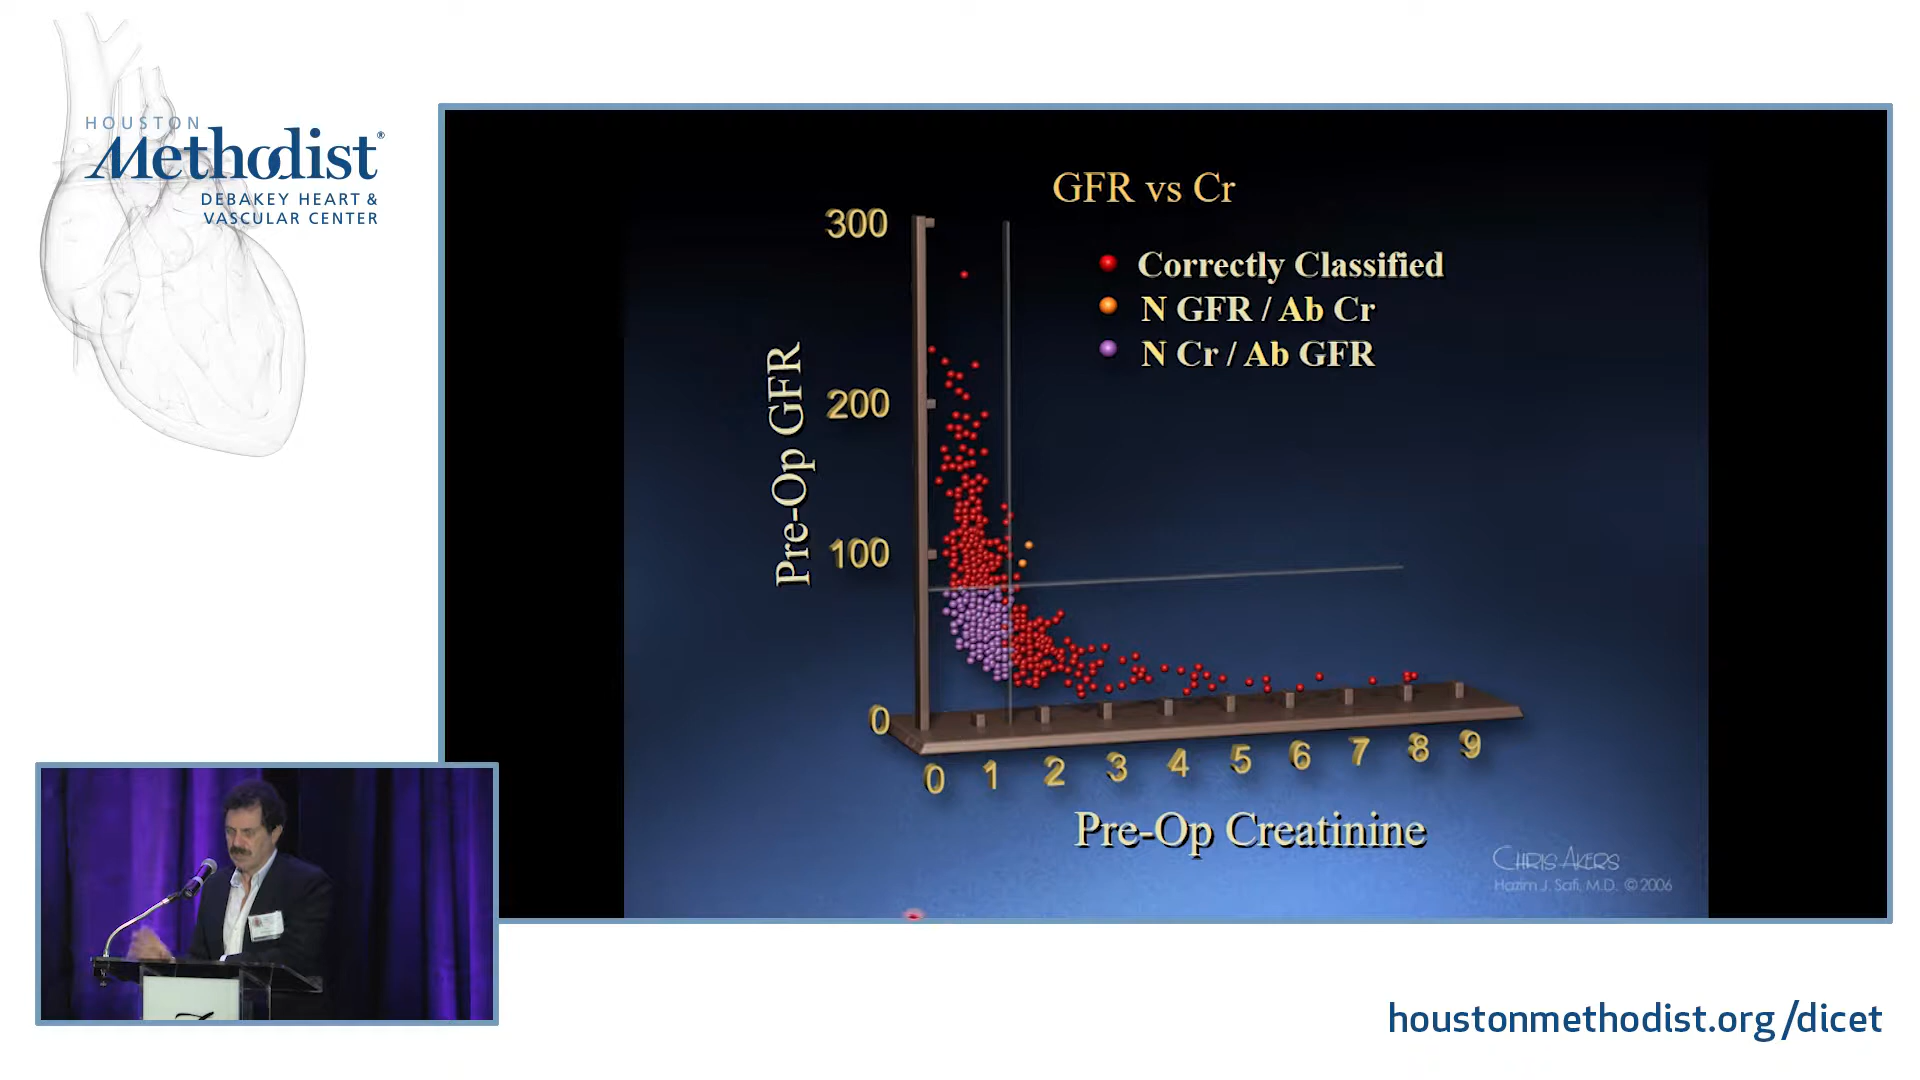 HOUSTON
Methodist®
DEBAKEY HEART &
VASCULAR CENTER
GFR vs Cr
Correctly Classified
N GFR / Ab Cr
N Cr / Ab GFR
Pre-Op GFR
300
200
100
0
0 1 2 3 4 5 6 7 8 9
Pre-Op Creatinine
CHRIS AKERS
Hazim J. Safi, M.D. © 2006
houstonmethodist.org/dicet